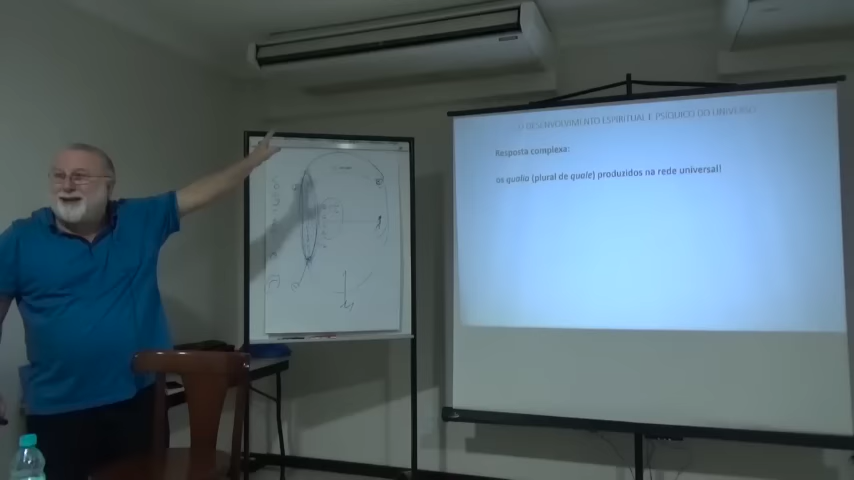 O DESENVOLVIMENTO ESPIRITUAL E PSÍQUICO DO UNIVERSO
Resposta complexa:
os qualia (plural de quale) produzidos na rede universal!